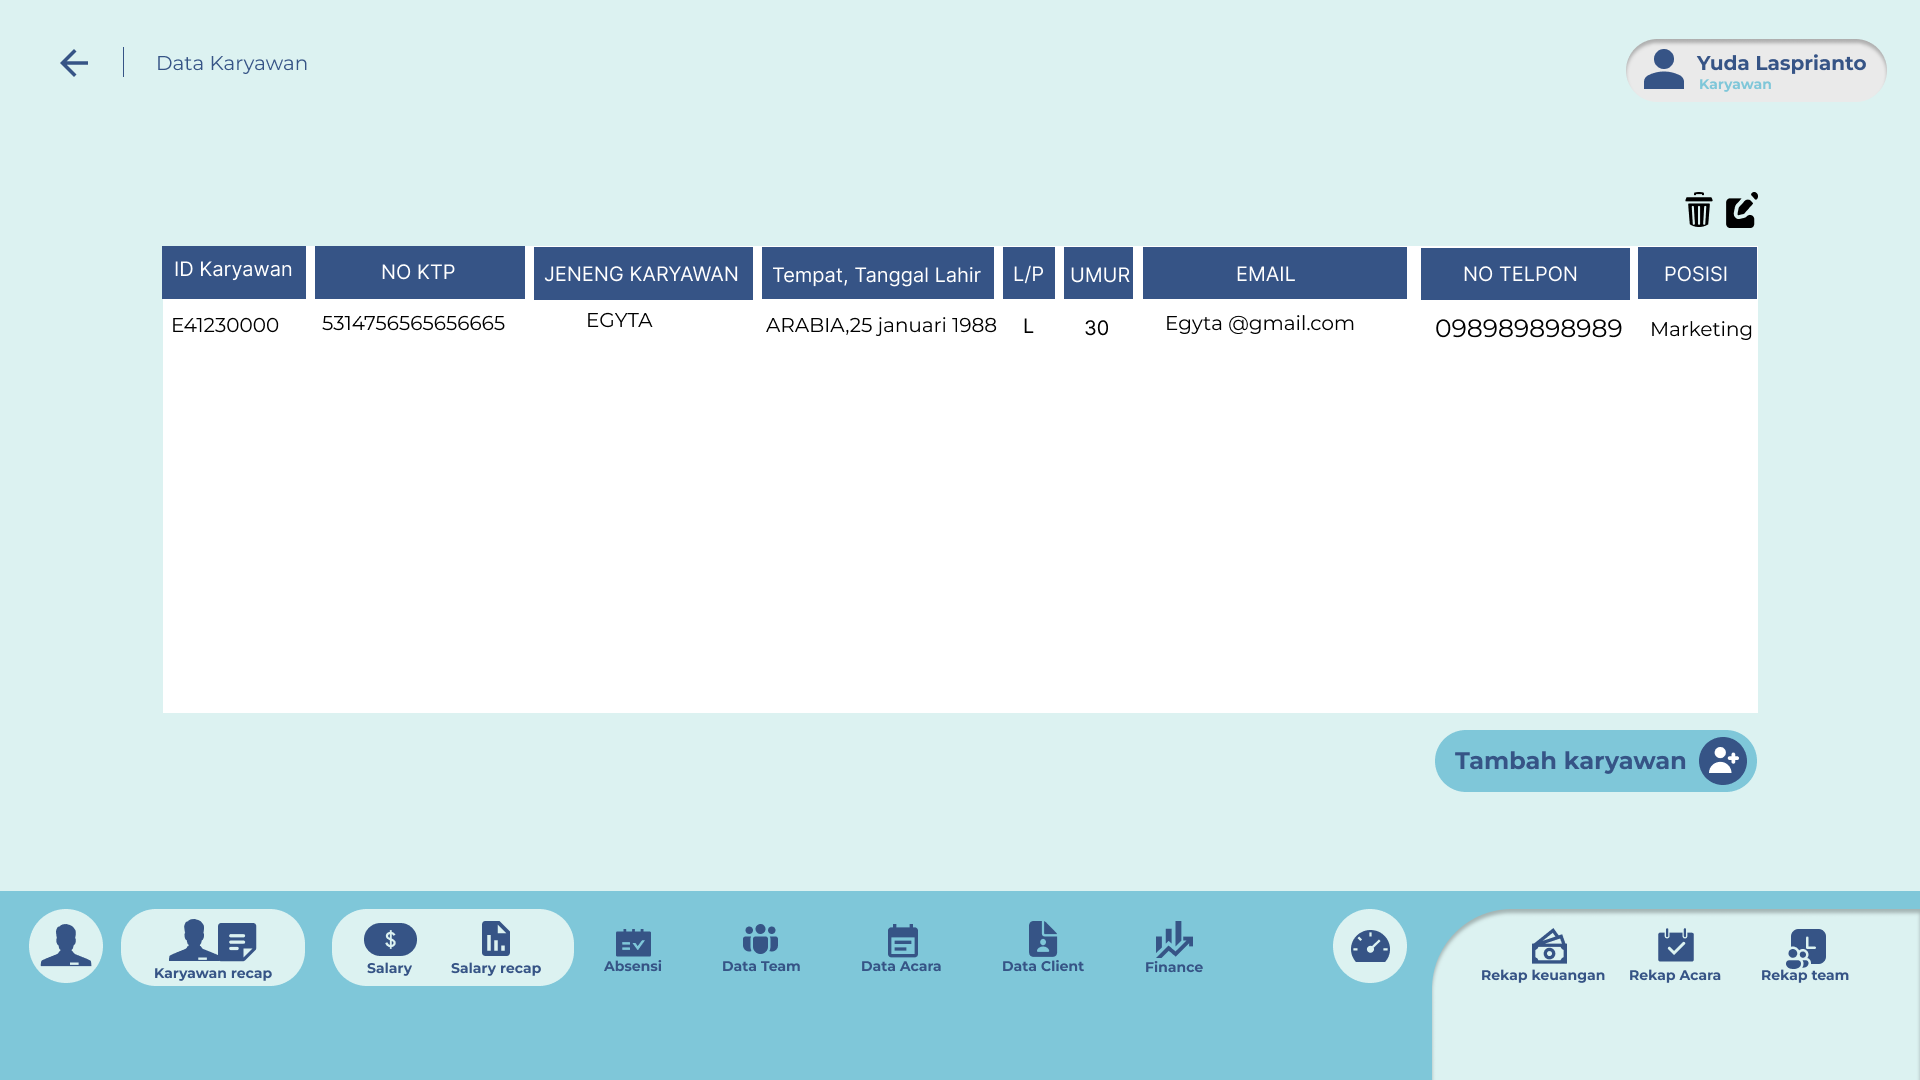 Data Karyawan
Yuda Lasprianto
Karyawan
ID Karyawan NO KTP JENENG KARYAWAN Tempat, Tanggal Lahir L/P UMUR EMAIL NO TELPON POSISI
E41230000 5314756565656665 EGYTA ARABIA,25 januari 1988 L 30 Egyta @gmail.com 098989898989 Marketing
Tambah karyawan
Karyawan recap Salary Salary recap Absensi Data Team Data Acara Data Client Finance Rekap keuangan Rekap Acara Rekap team